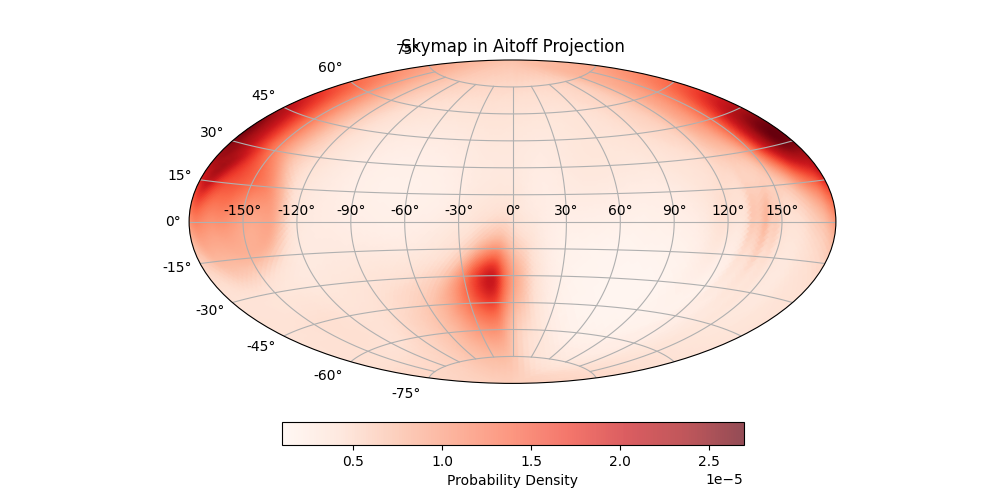 Skymap in Aitoff Projection
75°
60°
45°
30°
15°
-150° -120° -90° -60° -30° 0° 30° 60° 90° 120° 150°
0°
-15°
-30°
-45°
-60°
-75°
0.5 1.0 1.5 2.0 2.5
1e−5
Probability Density